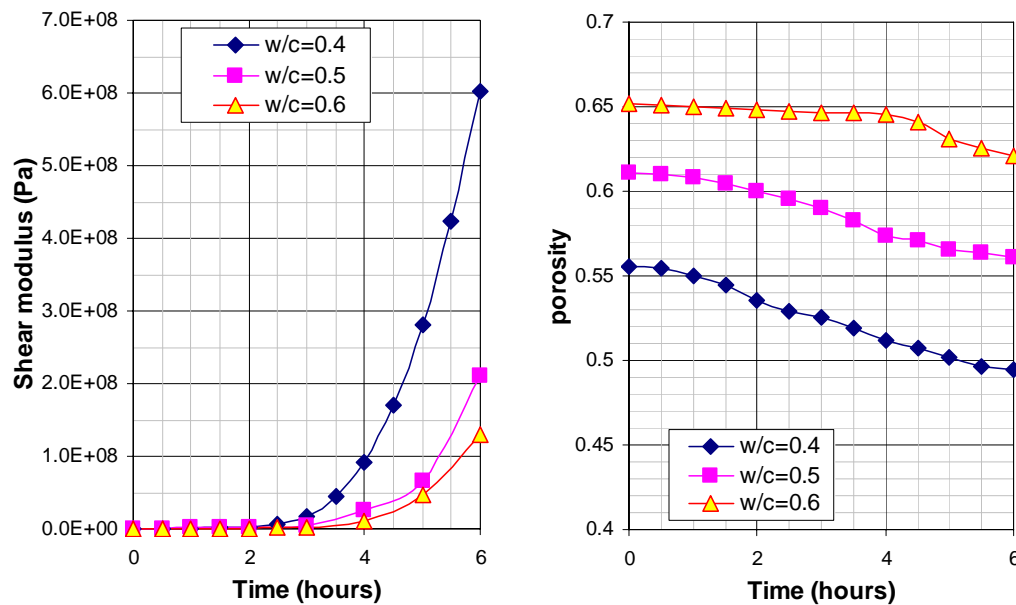 7.0E+08
6.0E+08
5.0E+08
4.0E+08
3.0E+08
2.0E+08
1.0E+08
0.0E+00
Shear modulus (Pa)
w/c=0.4
w/c=0.5
w/c=0.6
0 2 4 6
Time (hours)
0.7
0.65
0.6
0.55
0.5
0.45
0.4
porosity
w/c=0.4
w/c=0.5
w/c=0.6
0 2 4 6
Time (hours)